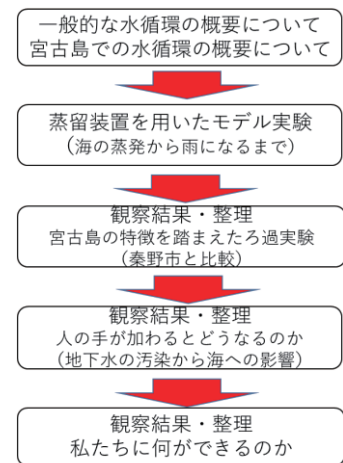 一般的な水循環の概要について
宮古島での水循環の概要について
蒸留装置を用いたモデル実験
（海の蒸発から雨になるまで）
観察結果・整理
宮古島の特徴を踏まえたろ過実験
（秦野市と比較）
観察結果・整理
人の手が加わるとどうなるのか
（地下水の汚染から海への影響）
観察結果・整理
私たちに何ができるのか